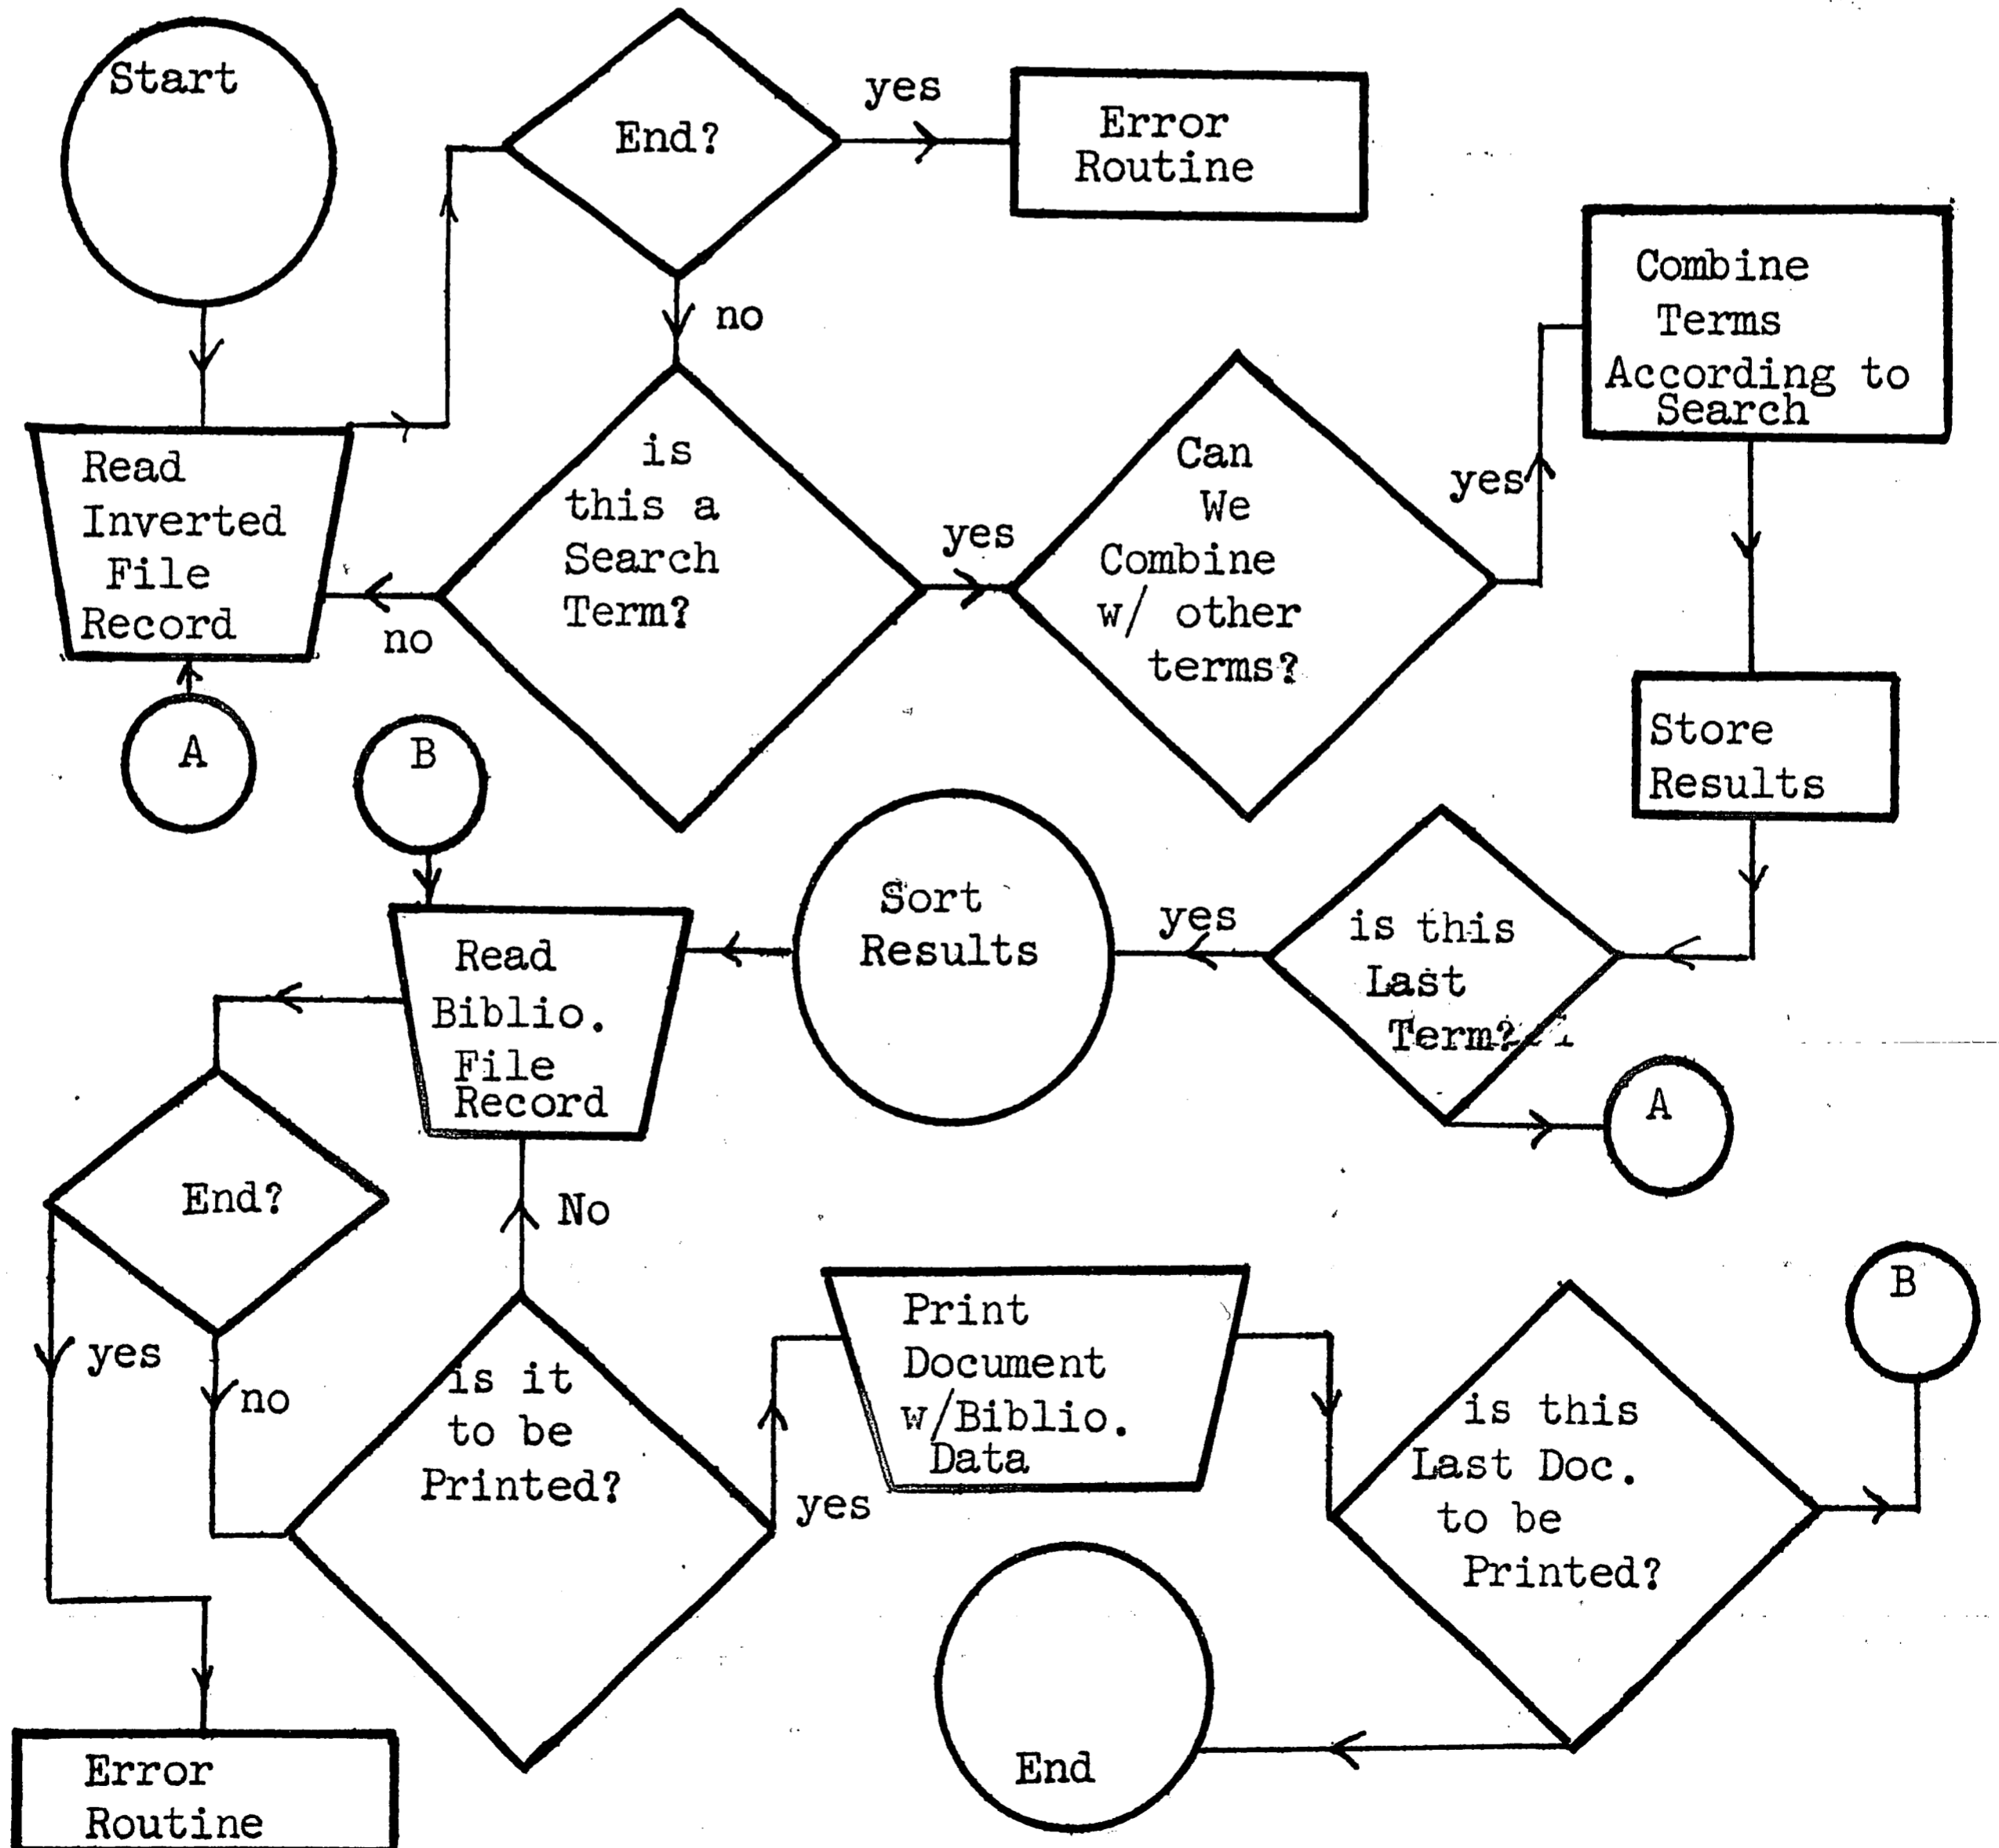 Start
End?
yes
Error
Routine
no
Read
Inverted
File
Record
is
this a
Search
Term?
no
yes
Can
We
Combine
w/ other
terms?
yes
Combine
Terms
According to
Search
Store
Results
A
B
is this
Last
Term?
yes
A
Sort
Results
Read
Biblio.
File
Record
End?
yes
no
No
is it
to be
Printed?
yes
Print
Document
w/Biblio.
Data
is this
Last Doc.
to be
Printed?
B
End
Error
Routine